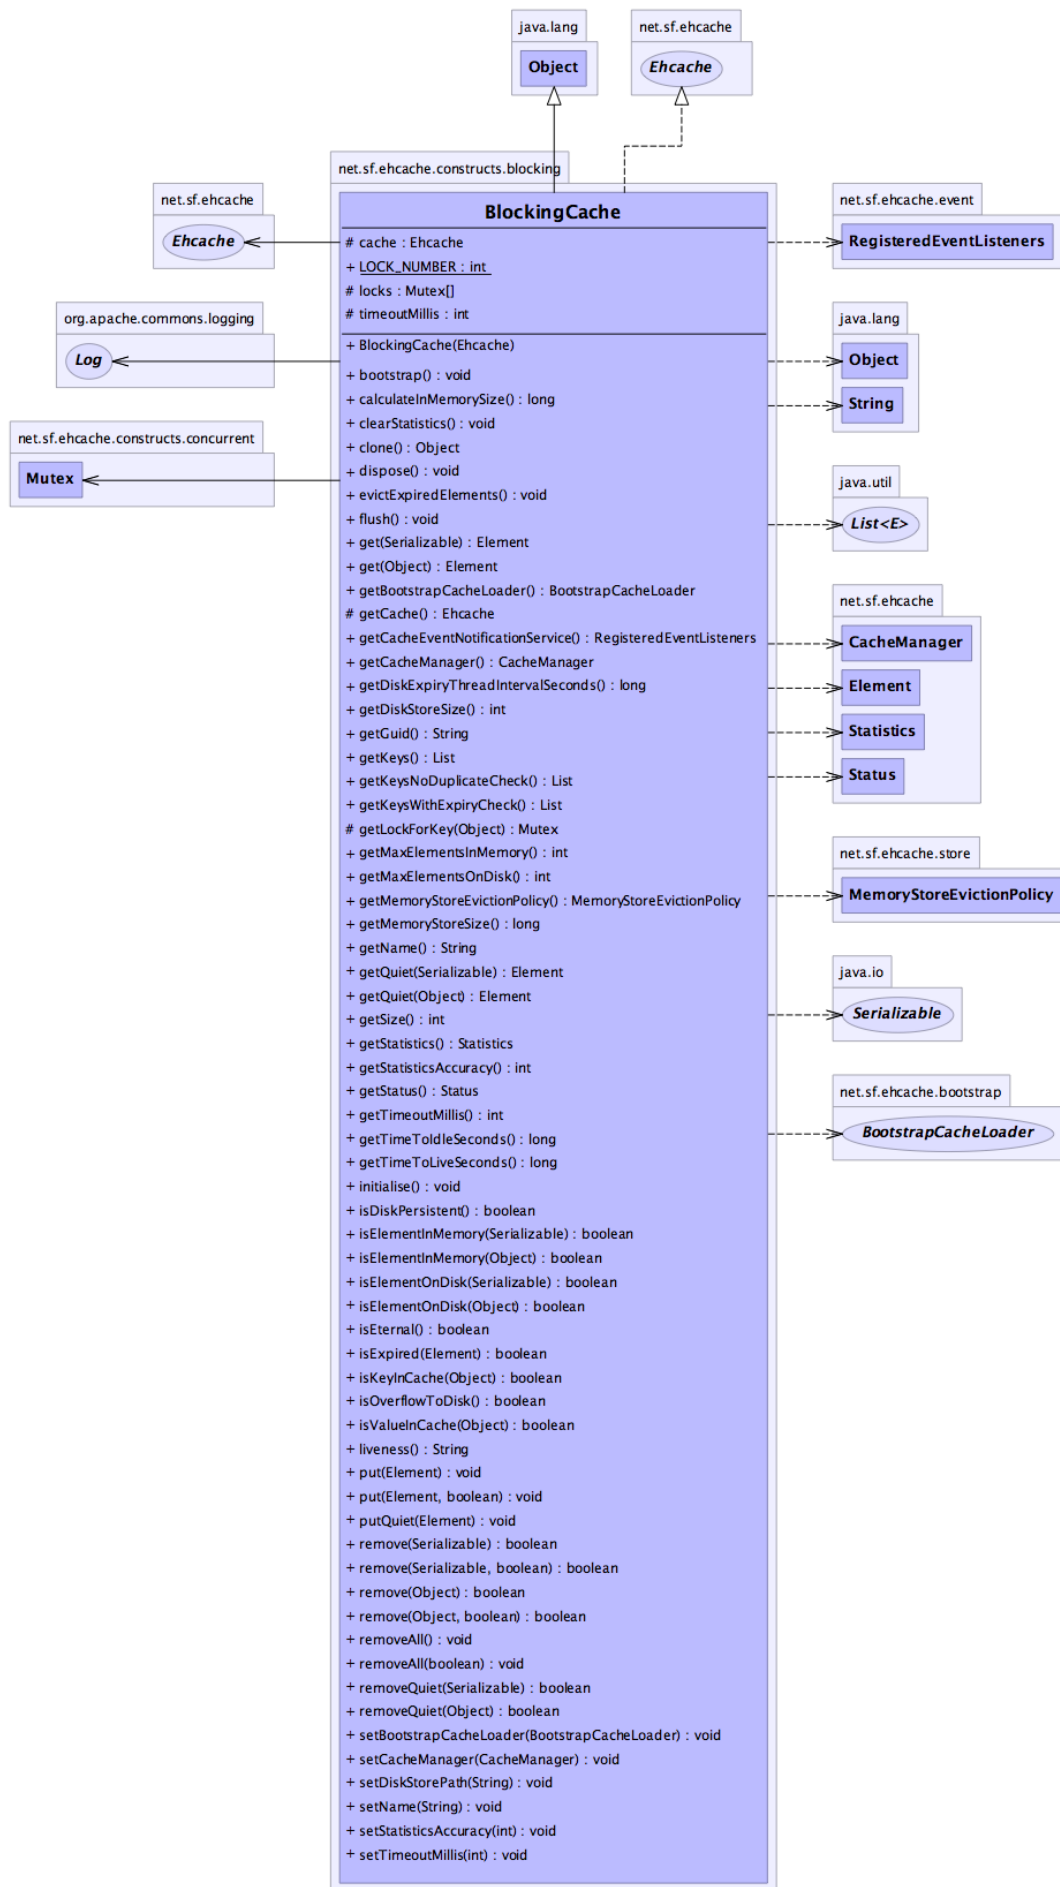 java.lang
Object
net.sf.ehcache
Ehcache
net.sf.ehcache.constructs.blocking
BlockingCache
net.sf.ehcache
Ehcache
org.apache.commons.logging
Log
net.sf.ehcache.constructs.concurrent
Mutex
# cache : Ehcache
+ LOCK_NUMBER : int
# locks : Mutex[]
# timeoutMillis : int
+ BlockingCache(Ehcache)
+ bootstrap() : void
+ calculateInMemorySize() : long
+ clearStatistics() : void
+ clone() : Object
+ dispose() : void
+ evictExpiredElements() : void
+ flush() : void
+ get(Serializable) : Element
+ get(Object) : Element
+ getBootstrapCacheLoader() : BootstrapCacheLoader
# getCache() : Ehcache
+ getCacheEventNotificationService() : RegisteredEventListeners
+ getCacheManager() : CacheManager
+ getDiskExpiryThreadIntervalSeconds() : long
+ getDiskStoreSize() : int
+ getGuid() : String
+ getKeys() : List
+ getKeysNoDuplicateCheck() : List
+ getKeysWithExpiryCheck() : List
# getLockForKey(Object) : Mutex
+ getMaxElementsInMemory() : int
+ getMaxElementsOnDisk() : int
+ getMemoryStoreEvictionPolicy() : MemoryStoreEvictionPolicy
+ getMemoryStoreSize() : long
+ getName() : String
+ getQuiet(Serializable) : Element
+ getQuiet(Object) : Element
+ getSize() : int
+ getStatistics() : Statistics
+ getStatisticsAccuracy() : int
+ getStatus() : Status
+ getTimeoutMillis() : int
+ getTimeToIdleSeconds() : long
+ getTimeToLiveSeconds() : long
+ initialise() : void
+ isDiskPersistent() : boolean
+ isElementInMemory(Serializable) : boolean
+ isElementInMemory(Object) : boolean
+ isElementOnDisk(Serializable) : boolean
+ isElementOnDisk(Object) : boolean
+ isEternal() : boolean
+ isExpired(Element) : boolean
+ isKeyInCache(Object) : boolean
+ isOverflowToDisk() : boolean
+ isValueInCache(Object) : boolean
+ liveness() : String
+ put(Element) : void
+ put(Element, boolean) : void
+ putQuiet(Element) : void
+ remove(Serializable) : boolean
+ remove(Serializable, boolean) : boolean
+ remove(Object) : boolean
+ remove(Object, boolean) : boolean
+ removeAll() : void
+ removeAll(boolean) : void
+ removeQuiet(Serializable) : boolean
+ removeQuiet(Object) : boolean
+ setBootstrapCacheLoader(BootstrapCacheLoader) : void
+ setCacheManager(CacheManager) : void
+ setDiskStorePath(String) : void
+ setName(String) : void
+ setStatisticsAccuracy(int) : void
+ setTimeoutMillis(int) : void
net.sf.ehcache.event
RegisteredEventListeners
java.lang
Object
String
java.util
List<E>
net.sf.ehcache
CacheManager
Element
Statistics
Status
net.sf.ehcache.store
MemoryStoreEvictionPolicy
java.io
Serializable
net.sf.ehcache.bootstrap
BootstrapCacheLoader